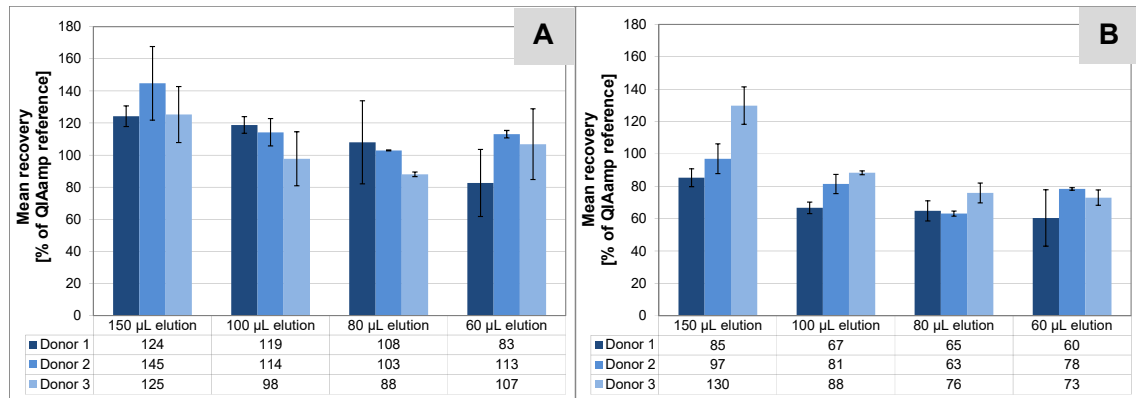 A
Mean recovery
[% of QIAamp reference]
180
160
140
120
100
80
60
40
20
0
150 µL elution 100 µL elution 80 µL elution 60 µL elution
Donor 1 124 119 108 83
Donor 2 145 114 103 113
Donor 3 125 98 88 107
B
Mean recovery
[% of QIAamp reference]
180
160
140
120
100
80
60
40
20
0
150 µL elution 100 µL elution 80 µL elution 60 µL elution
Donor 1 85 67 65 60
Donor 2 97 81 63 78
Donor 3 130 88 76 73